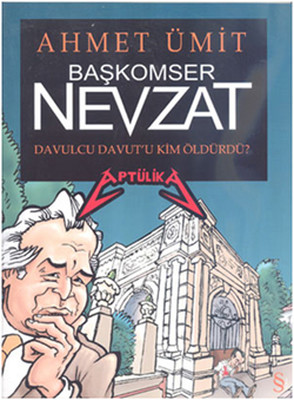 AHMET ÜMİT
BAŞKOMSER
NEVZAT
DAVULCU DAVUT'U KİM ÖLDÜRDÜ?
APTÜLİKA